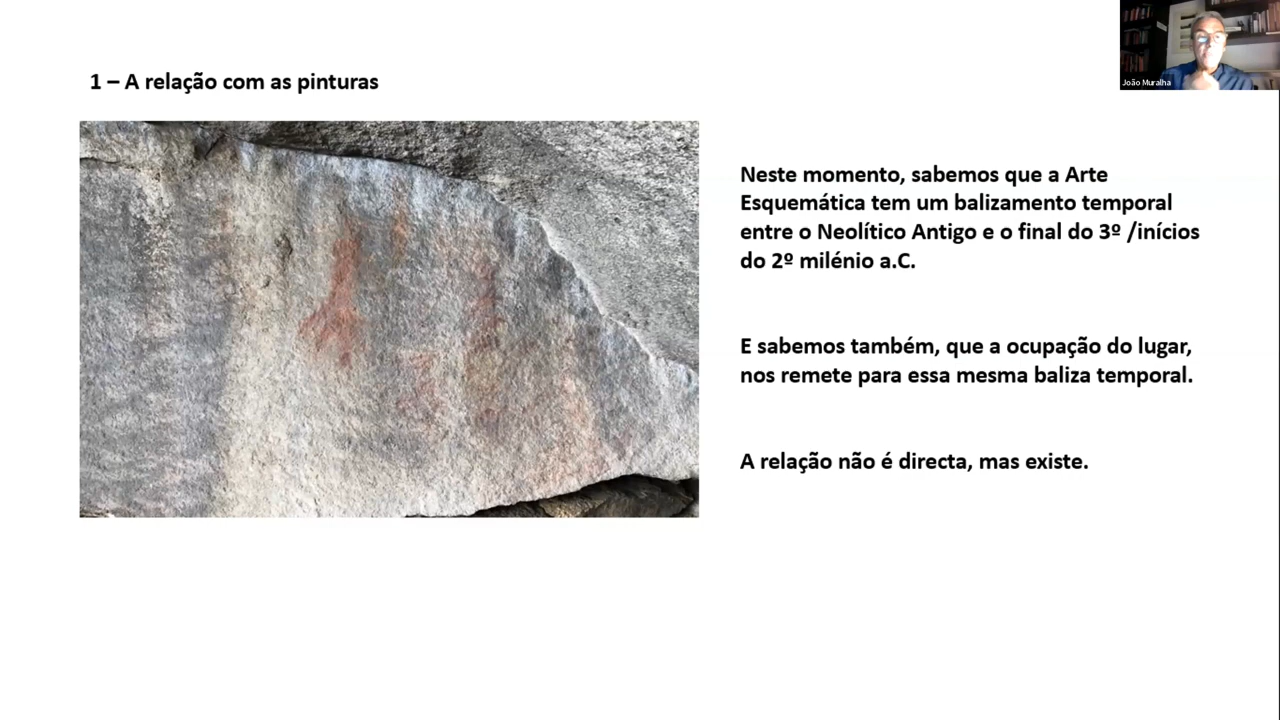 João Muralha
1 – A relação com as pinturas
Neste momento, sabemos que a Arte
Esquemática tem um balizamento temporal
entre o Neolítico Antigo e o final do 3º /inícios
do 2º milénio a.C.
E sabemos também, que a ocupação do lugar,
nos remete para essa mesma baliza temporal.
A relação não é directa, mas existe.